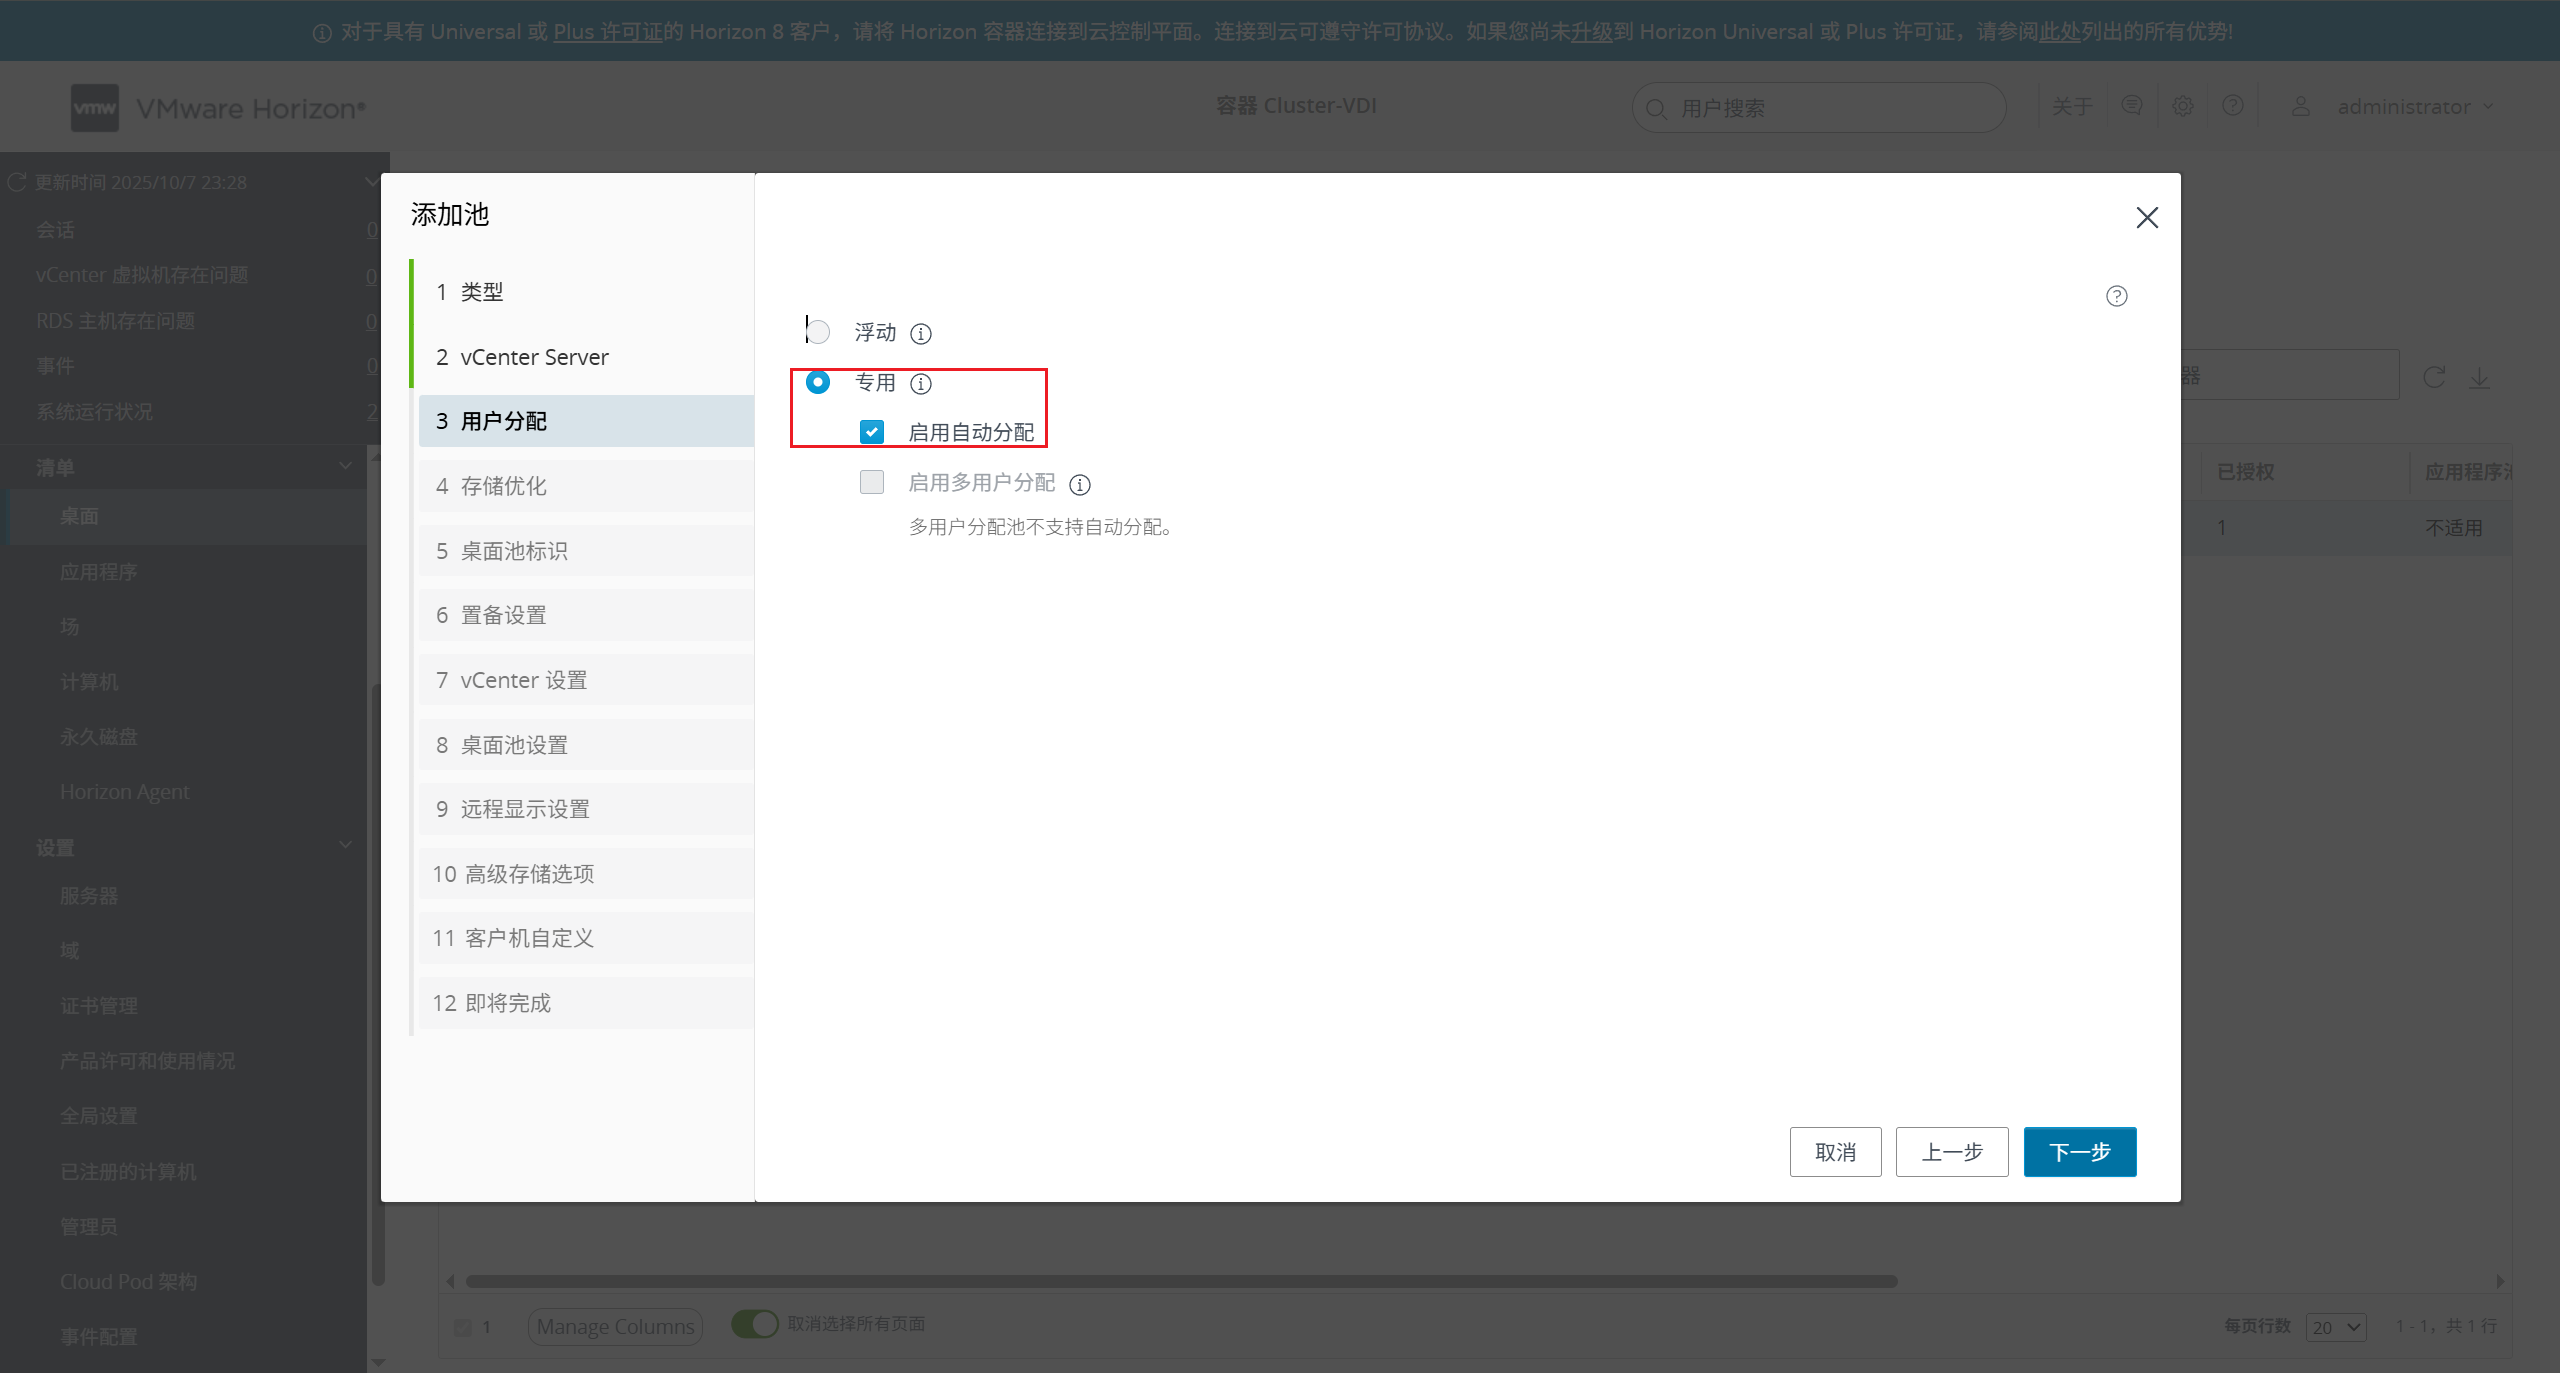 对于具有 Universal 或 Plus 许可证的 Horizon 8 客户，请将 Horizon 容器连接到云控制平面。连接到云可遵守许可协议。如果您尚未升级到 Horizon Universal 或 Plus 许可证，请参阅此处列出的所有优势!
vmw VMware Horizon®
容器 Cluster-VDI
用户搜索
关于
administrator
更新时间 2025/10/7 23:28
会话 0
vCenter 虚拟机存在问题 0
RDS 主机存在问题 0
事件 0
系统运行状况 2
清单
桌面
应用程序
场
计算机
永久磁盘
Horizon Agent
设置
服务器
域
证书管理
产品许可和使用情况
全局设置
已注册的计算机
管理员
Cloud Pod 架构
事件配置
添加池
1 类型
2 vCenter Server
3 用户分配
4 存储优化
5 桌面池标识
6 置备设置
7 vCenter 设置
8 桌面池设置
9 远程显示设置
10 高级存储选项
11 客户机自定义
12 即将完成
浮动
专用
启用自动分配
启用多用户分配
多用户分配池不支持自动分配。
取消
上一步
下一步
器
已授权
应用程序
1
不适用
1
Manage Columns
取消选择所有页面
每页行数
20
1 - 1，共 1 行